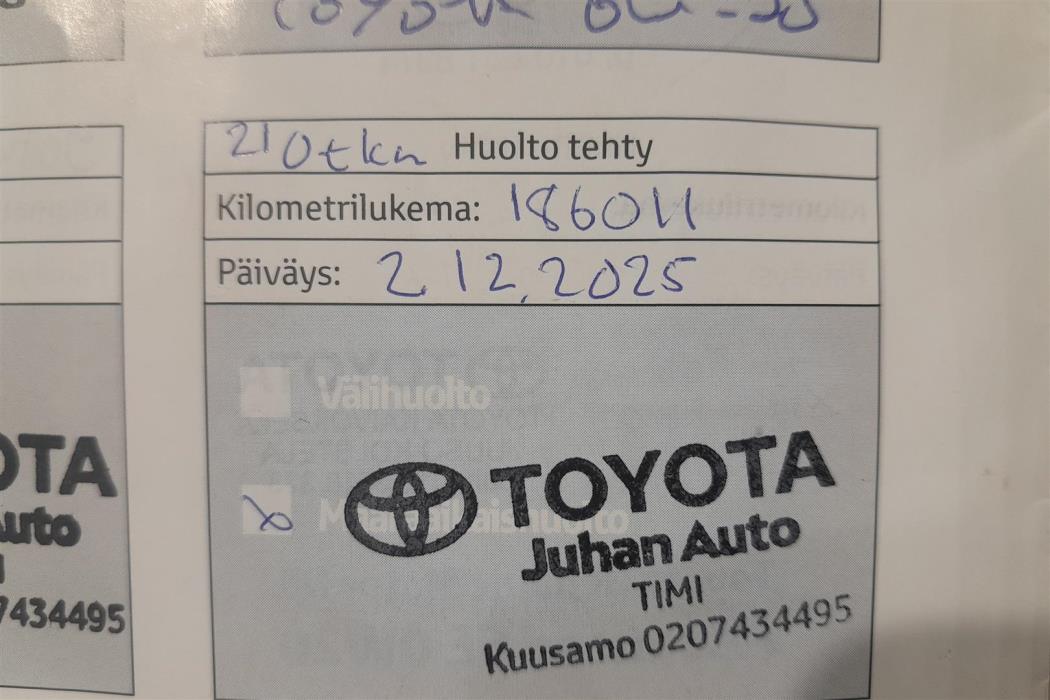 210tkm Huolto tehty
Kilometrilukema: 186011
Päiväys: 2.12.2025
Välihuolto
Määräaikaishuolto
TOYOTA
Juhan Auto
TIMI
Kuusamo 0207434495
OTA
uto
7434495